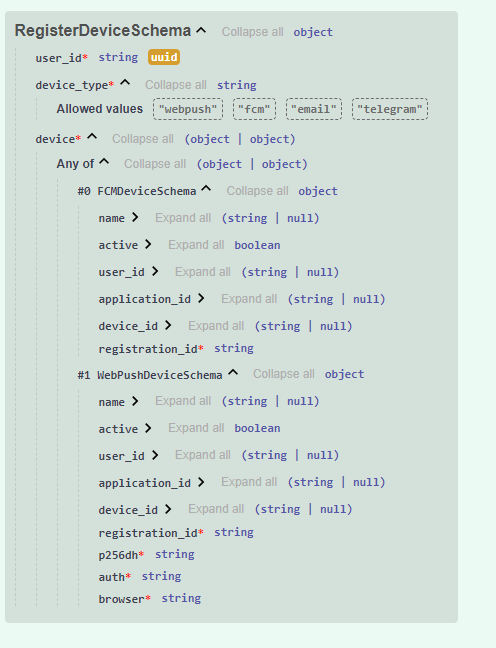 RegisterDeviceSchema Collapse all object
user_id* string uuid
device_type* Collapse all string
Allowed values "webpush" "fcm" "email" "telegram"
device* Collapse all (object | object)
Any of Collapse all (object | object)
#0 FCMDeviceSchema Collapse all object
name Expand all (string | null)
active Expand all boolean
user_id Expand all (string | null)
application_id Expand all (string | null)
device_id Expand all (string | null)
registration_id* string
#1 WebPushDeviceSchema Collapse all object
name Expand all (string | null)
active Expand all boolean
user_id Expand all (string | null)
application_id Expand all (string | null)
device_id Expand all (string | null)
registration_id* string
p256dh* string
auth* string
browser* string